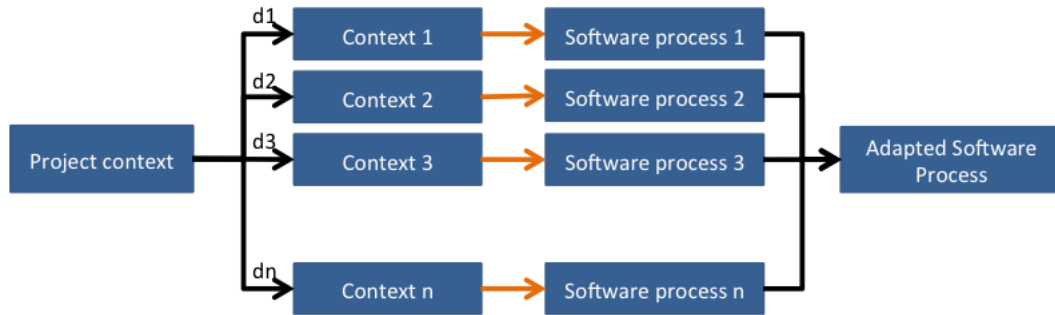 d1
Context 1
Software process 1
d2
Context 2
Software process 2
d3
Project context
Context 3
Software process 3
Adapted Software
Process
dn
Context n
Software process n